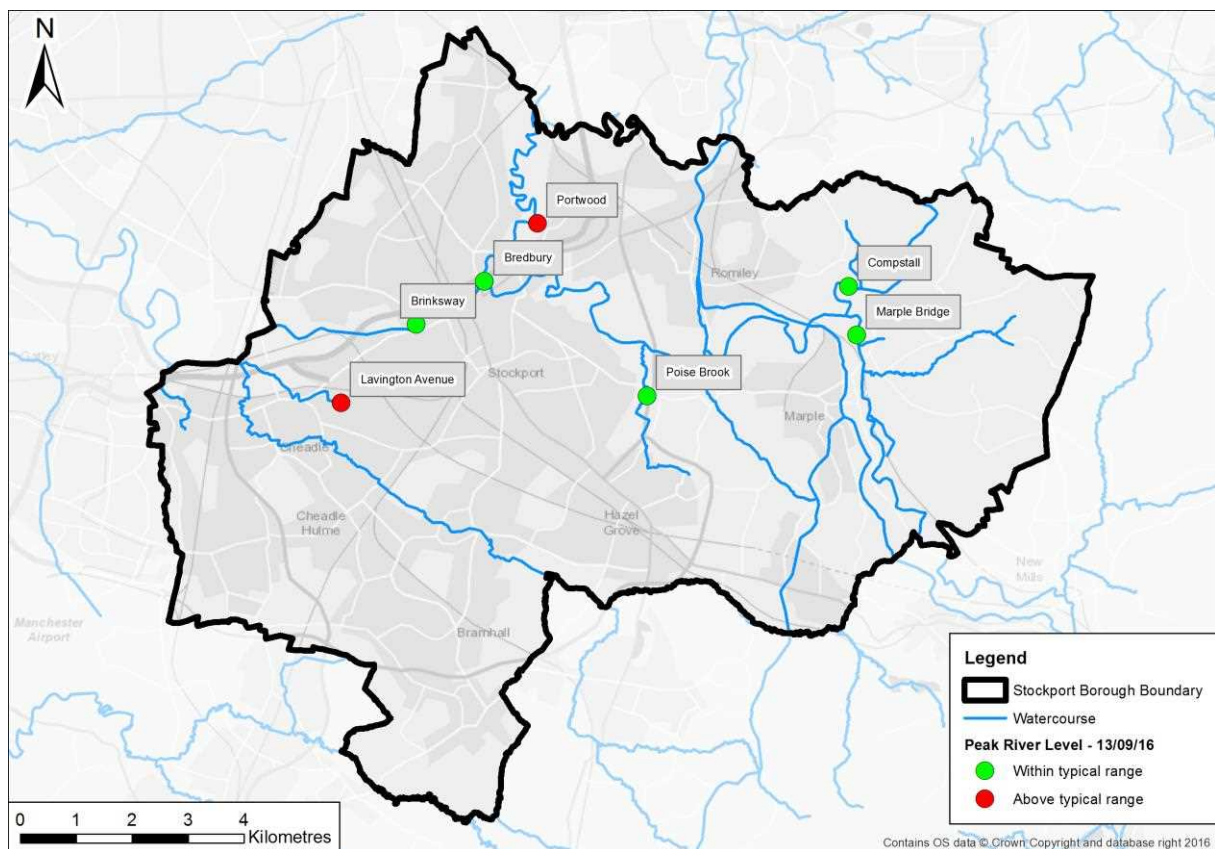 N
Portwood
Bredbury
Compstall
Romiley
Brinksway
Marple Bridge
Gatley
Lavington Avenue
Stockport
Poise Brook
Marple
Cheadle
Cheadle
Hulme
Hazel
Grove
New
Mills
Manchester
Airport
Bramhall
Legend
Stockport Borough Boundary
Watercourse
Peak River Level - 13/09/16
Within typical range
Above typical range
0 1 2 3 4
Kilometres
Contains OS data © Crown Copyright and database right 2016